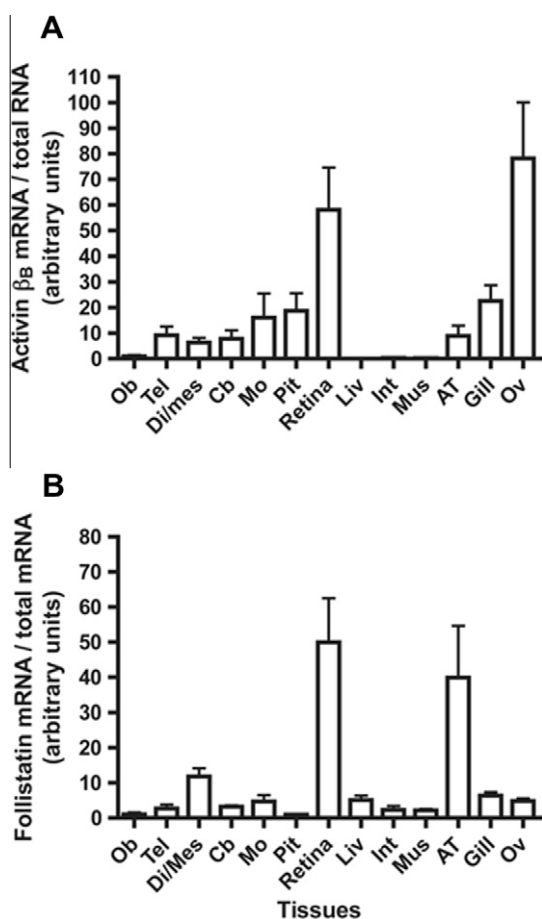 A
Activin βB mRNA / total RNA
(arbitrary units)
110
100
90
80
70
60
50
40
30
20
10
0
Ob
Tel
Di/mes
Cb
Mo
Pit
Retina
Liv
Int
Mus
AT
Gill
Ov
B
Follistatin mRNA / total mRNA
(arbitrary units)
80
70
60
50
40
30
20
10
0
Ob
Tel
Di/Mes
Cb
Mo
Pit
Retina
Liv
Int
Mus
AT
Gill
Ov
Tissues